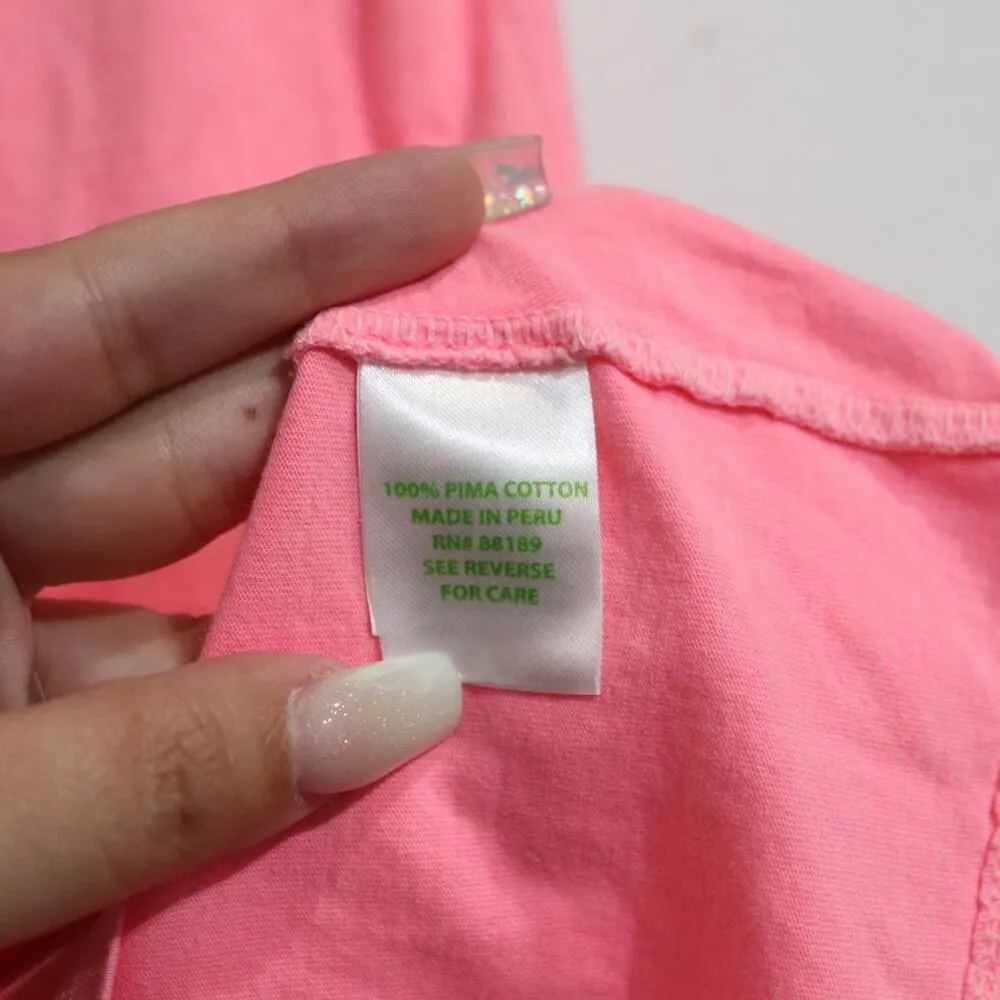 100% PIMA COTTON
MADE IN PERU
RN# 88189
SEE REVERSE
FOR CARE